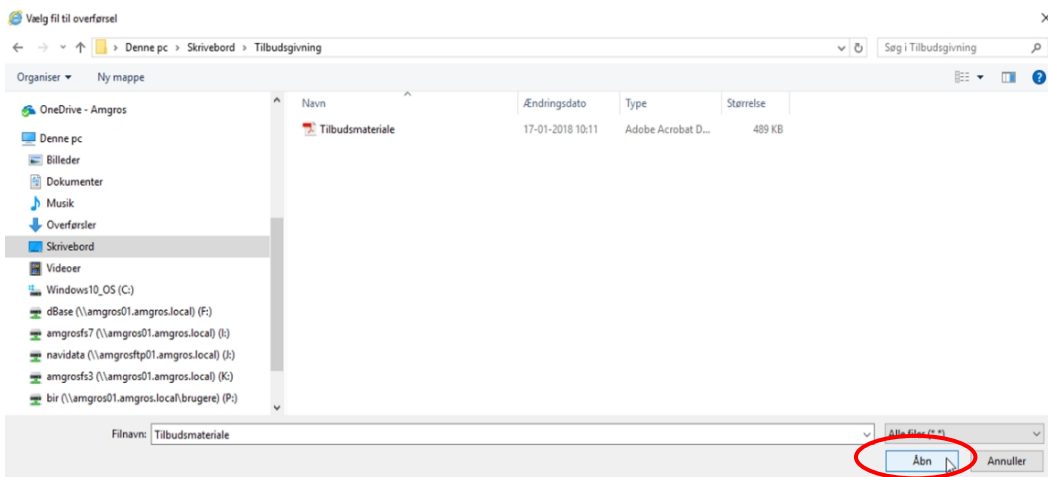 Vælg fil til overførsel
Denne pc > Skrivebord > Tilbudsgivning
Søg i Tilbudsgivning
Organiser Ny mappe
Navn Ændringsdato Type Størrelse
OneDrive - Amgros
Tilbudsmateriale 17-01-2018 10:11 Adobe Acrobat D... 489 KB
Denne pc
Billeder
Dokumenter
Musik
Overførsler
Skrivebord
Videoer
Windows10_OS (C:)
dBase (\\amgros01.amgros.local) (F:)
amgrosfs7 (\\amgros01.amgros.local) (I:)
navidata (\\amgrosftp01.amgros.local) (J:)
amgrosfs3 (\\amgros01.amgros.local) (K:)
bir (\\amgros01.amgros.local\brugere) (P:)
Filnavn: Tilbudsmateriale
Alle filer (*.*)
Åbn Annuller